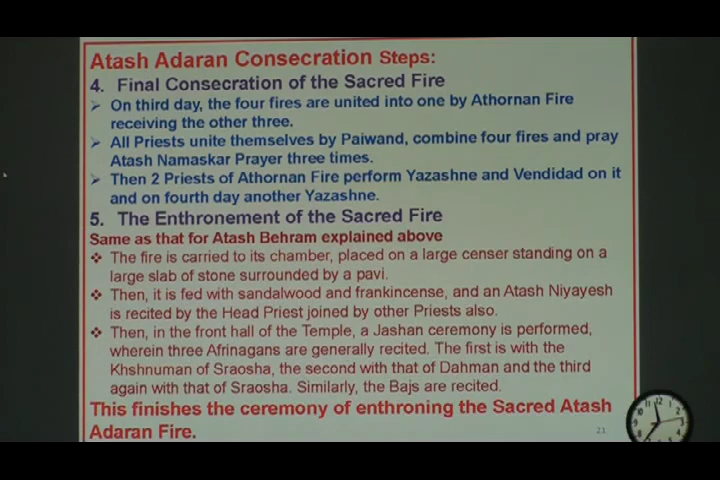 Atash Adaran Consecration Steps:
4. Final Consecration of the Sacred Fire
➢ On third day, the four fires are united into one by Athornan Fire
receiving the other three.
➢ All Priests unite themselves by Paiwand, combine four fires and pray
Atash Namaskar Prayer three times.
➢ Then 2 Priests of Athornan Fire perform Yazashne and Vendidad on it
and on fourth day another Yazashne.
5. The Enthronement of the Sacred Fire
Same as that for Atash Behram explained above
❖ The fire is carried to its chamber, placed on a large censer standing on a
large slab of stone surrounded by a pavi.
❖ Then, it is fed with sandalwood and frankincense, and an Atash Niyayesh
is recited by the Head Priest joined by other Priests also.
❖ Then, in the front hall of the Temple, a Jashan ceremony is performed,
wherein three Afrinagans are generally recited. The first is with the
Khshnuman of Sraosha, the second with that of Dahman and the third
again with that of Sraosha. Similarly, the Bajs are recited.
This finishes the ceremony of enthroning the Sacred Atash
Adaran Fire.
21